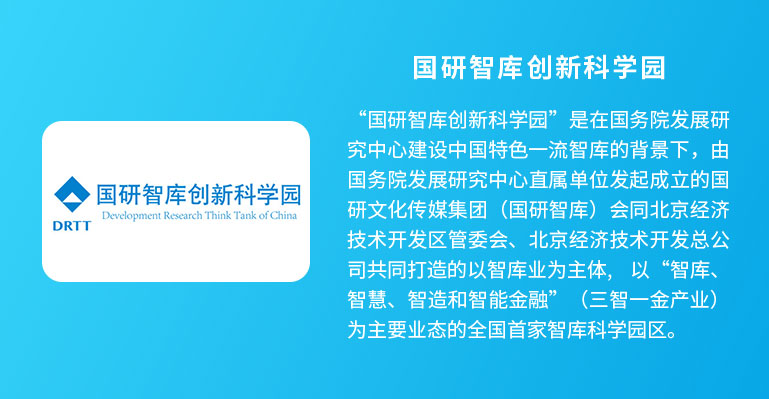 国研智库创新科学园
DRTT
国研智库创新科学园
Development Research Think Tank of China
“国研智库创新科学园”是在国务院发展研
究中心建设中国特色一流智库的背景下，由
国务院发展研究中心直属单位发起成立的国
研文化传媒集团（国研智库）会同北京经济
技术开发区管委会、北京经济技术开发总公
司共同打造的以智库业为主体, 以“智库、
智慧、智造和智能金融”（三智一金产业）
为主要业态的全国首家智库科学园区。